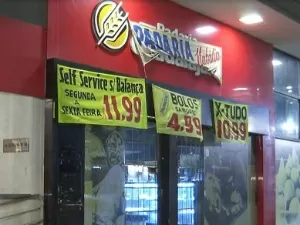 PADARIA
Self Service s/ Balança
SEGUNDA
A
SEXTA FEIRA 11,99
BOLOS
4,99
X-TUDO
10,99